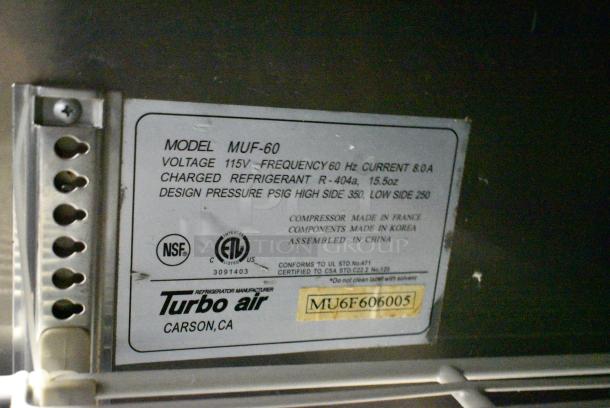 MODEL MUF-60
VOLTAGE 115V FREQUENCY 60 Hz CURRENT 8.0A
CHARGED REFRIGERANT R-404a, 15.5oz
DESIGN PRESSURE PSIG HIGH SIDE 350, LOW SIDE 250
COMPRESSOR MADE IN FRANCE
COMPONENTS MADE IN KOREA
ASSEMBLED IN CHINA
AUCTION GROUP
NSF
C ETL US
3091403
CONFORMS TO UL STD.No.471
CERTIFIED TO CSA STD.C22.2 No.120
*Do not clean label with solvent
REFRIGERATOR MANUFACTURER
Turbo air
CARSON,CA
MU6F606005